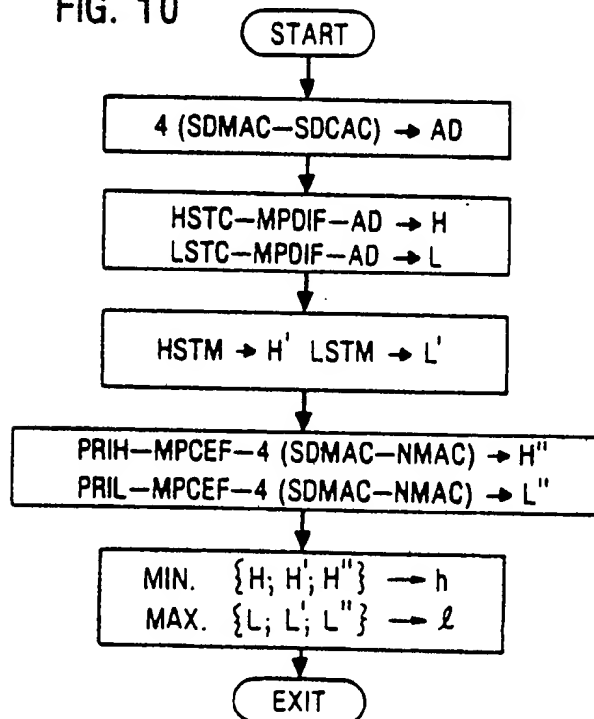 FIG. 10
START
4 (SDMAC–SDCAC) → AD
HSTC–MPDIF–AD → H
LSTC–MPDIF–AD → L
HSTM → H' LSTM → L'
PRIH–MPCEF–4 (SDMAC–NMAC) → H"
PRIL–MPCEF–4 (SDMAC–NMAC) → L"
MIN. {H; H'; H"} → h
MAX. {L; L'; L"} → ℓ
EXIT